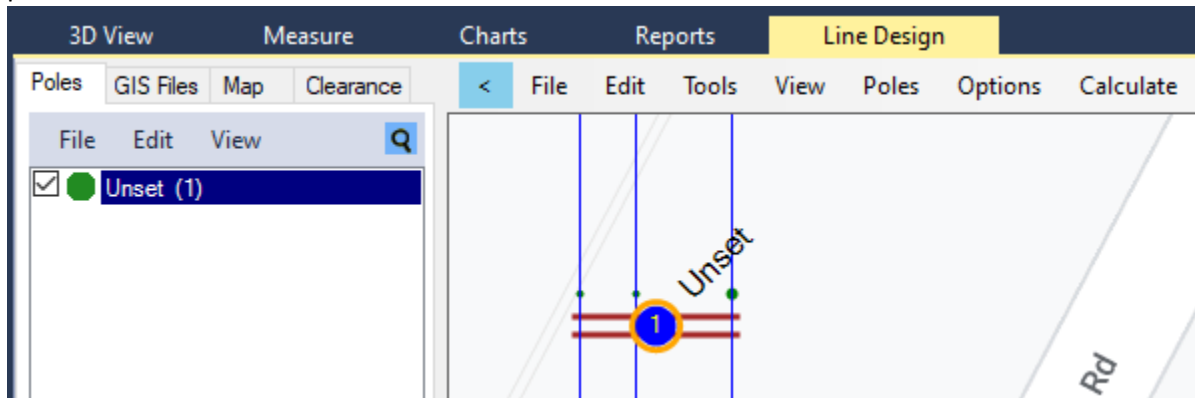 3D View Measure Charts Reports Line Design
Poles GIS Files Map Clearance < File Edit Tools View Poles Options Calculate
File Edit View
Unset (1)
Unset
1
Rd